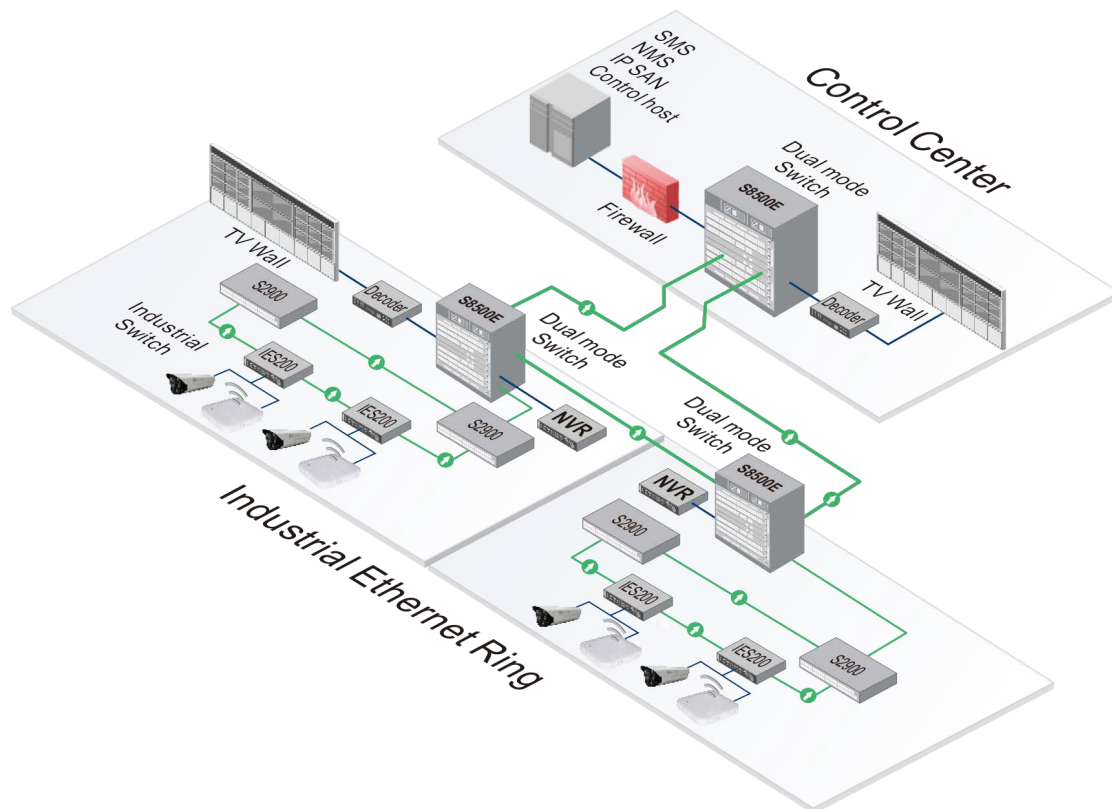 SMS
NMS
IP SAN
Control host
Control Center
Firewall
Dual mode
Switch
S8500E
Decoder
TV Wall
TV Wall
Decoder
S8500E
Dual mode
Switch
S2900
Industrial
Switch
IES200
IES200
S2900
NVR
Industrial Ethernet Ring
Dual mode
Switch
S8500E
NVR
S2900
IES200
IES200
S2900